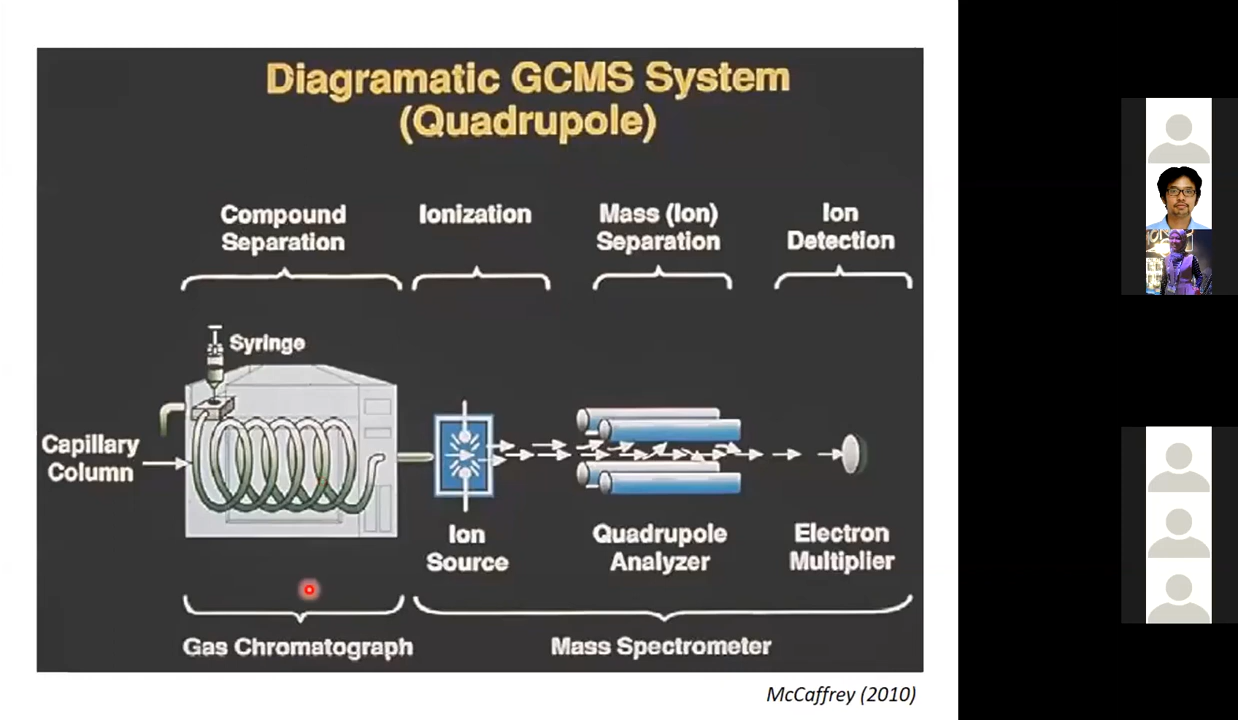 Diagramatic GCMS System
(Quadrupole)
Compound
Separation
Ionization
Mass (Ion)
Separation
Ion
Detection
Syringe
Capillary
Column
Ion
Source
Quadrupole
Analyzer
Electron
Multiplier
Gas Chromatograph
Mass Spectrometer
McCaffrey (2010)